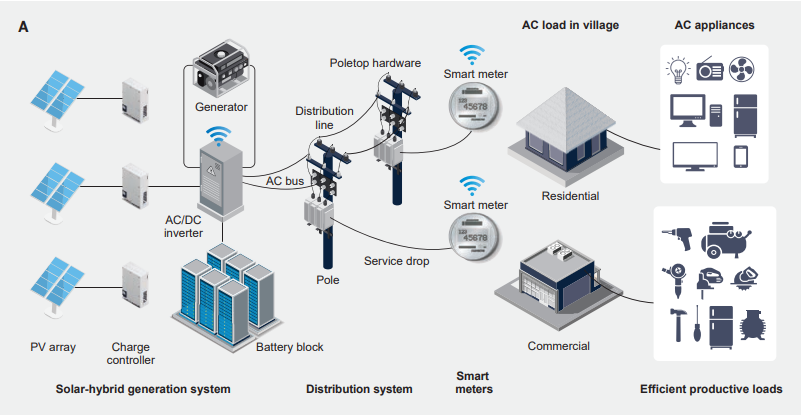 A
AC load in village
AC appliances
Poletop hardware
Smart meter
45678
Generator
Distribution
line
AC bus
Residential
AC/DC
inverter
Smart meter
45678
Service drop
Pole
PV array
Charge
controller
Battery block
Commercial
Solar-hybrid generation system
Distribution system
Smart
meters
Efficient productive loads